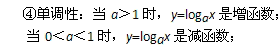 ④单调性：当 a＞1 时，y=logₐx 是增函数；
当 0＜a＜1 时，y=logₐx 是减函数；